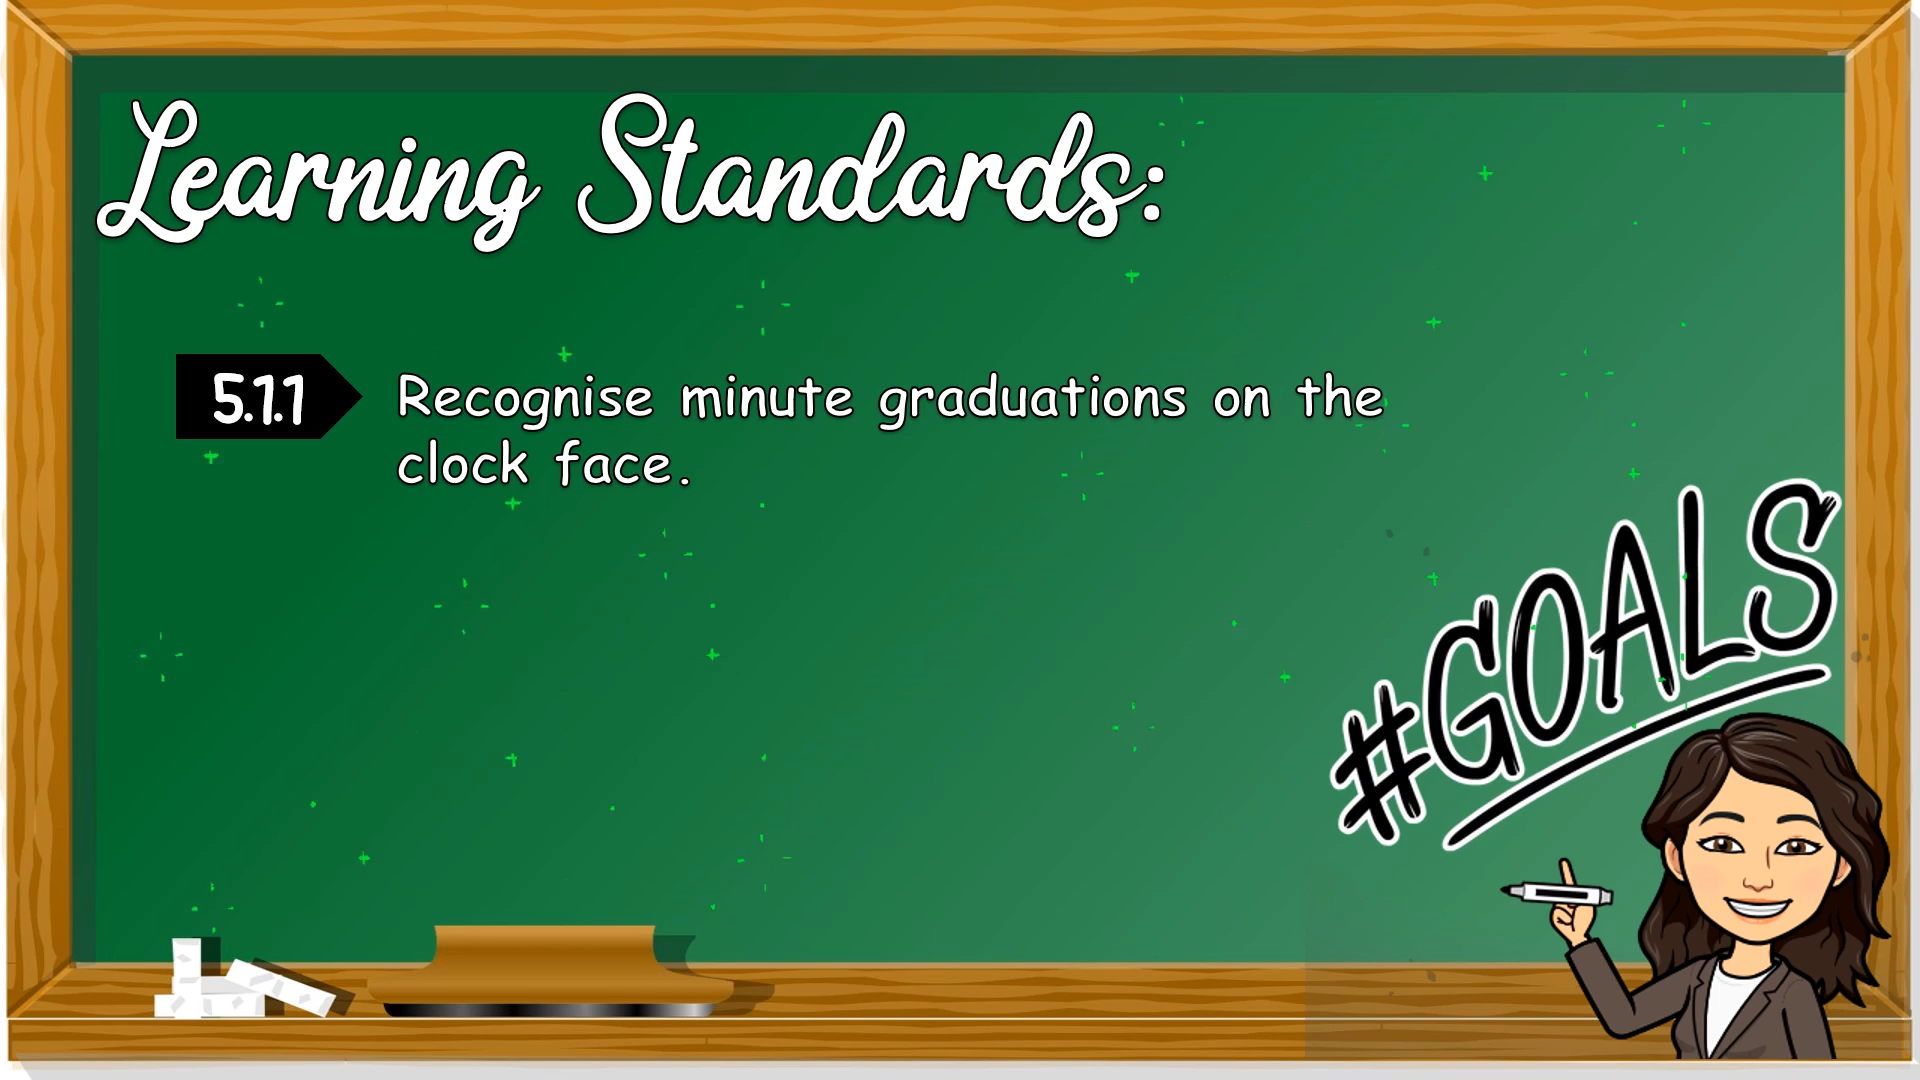 Learning Standards:
5.1.1
Recognise minute graduations on the
clock face.
#GOALS